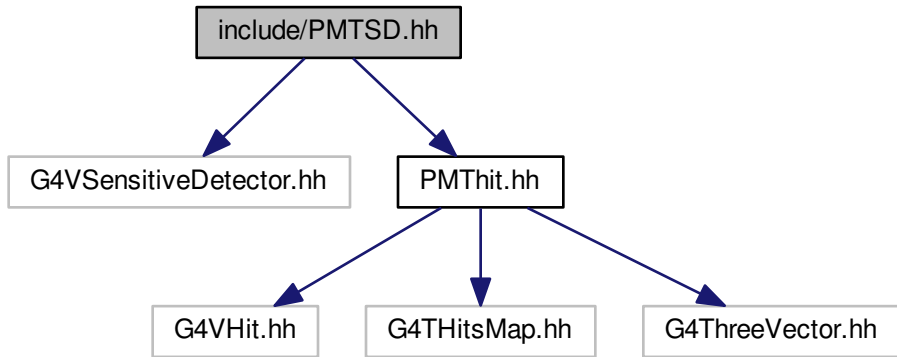 include/PMTSD.hh
G4VSensitiveDetector.hh
PMThit.hh
G4VHit.hh
G4THitsMap.hh
G4ThreeVector.hh